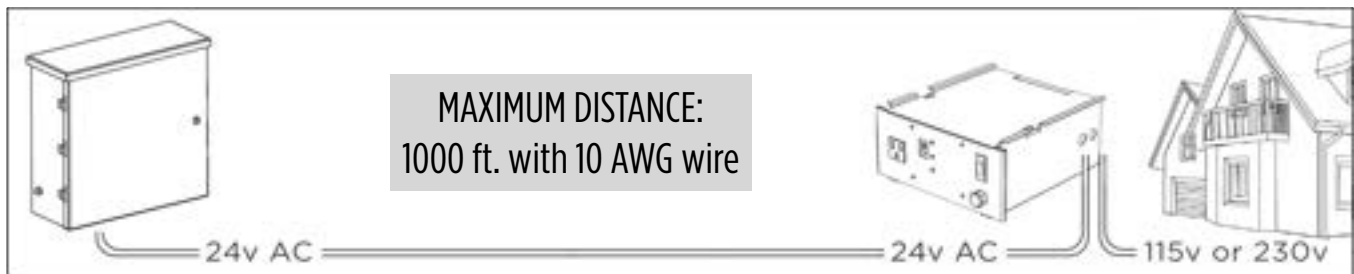 MAXIMUM DISTANCE:
1000 ft. with 10 AWG wire
24v AC
24v AC
115v or 230v